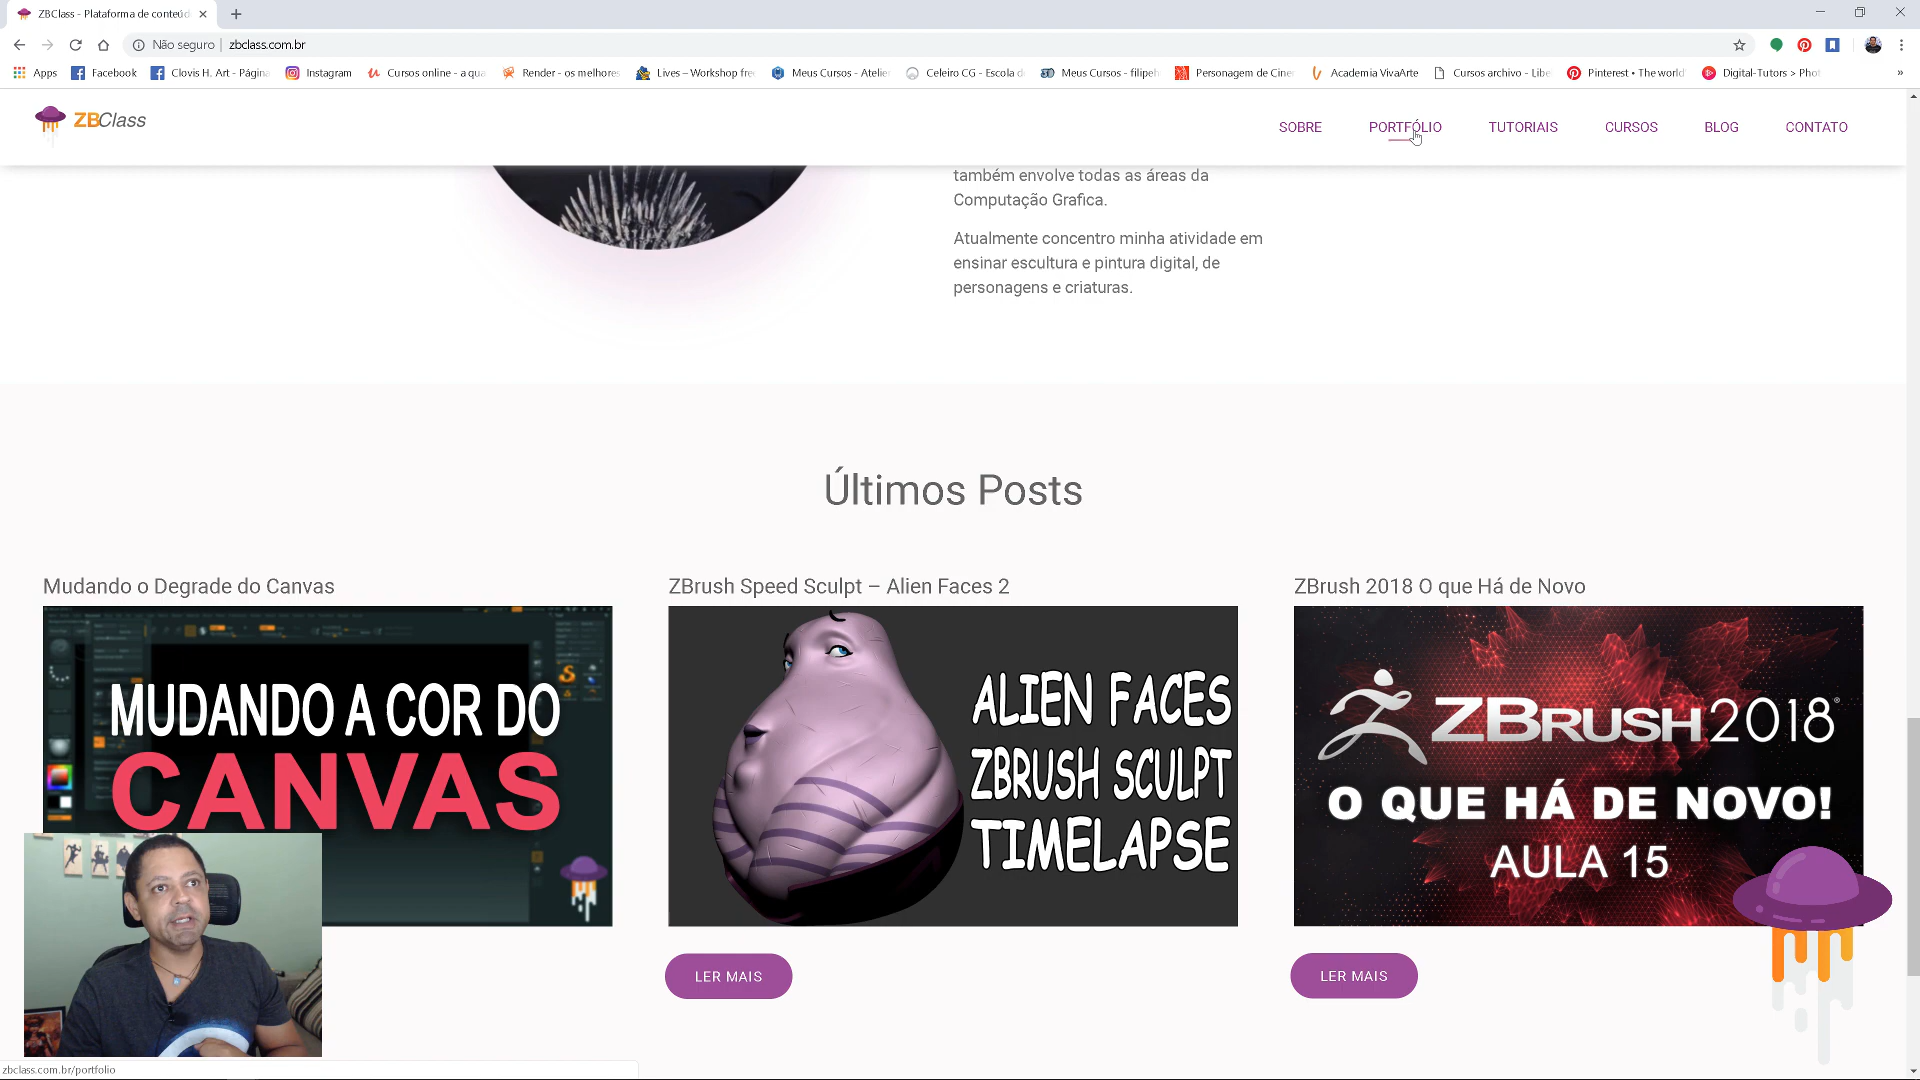 ZBClass - Plataforma de conteúd
Não seguro | zbclass.com.br
Apps
Facebook
Clovis H. Art - Página
Instagram
Cursos online - a qua
Render - os melhores
Lives – Workshop fre
Meus Cursos - Atelie
Celeiro CG - Escola d
Meus Cursos - filipeh
Personagem de Cine
Academia VivaArte
Cursos archivo - Libe
Pinterest • The world
Digital-Tutors > Phot
»
ZBClass
SOBRE
PORTFÓLIO
TUTORIAIS
CURSOS
BLOG
CONTATO
também envolve todas as áreas da
Computação Grafica.
Atualmente concentro minha atividade em
ensinar escultura e pintura digital, de
personagens e criaturas.
Últimos Posts
Mudando o Degrade do Canvas
MUDANDO A COR DO
CANVAS
ZBrush Speed Sculpt – Alien Faces 2
ALIEN FACES
ZBRUSH SCULPT
TIMELAPSE
LER MAIS
ZBrush 2018 O que Há de Novo
ZBRUSH 2018
O QUE HÁ DE NOVO!
AULA 15
LER MAIS
zbclass.com.br/portfolio